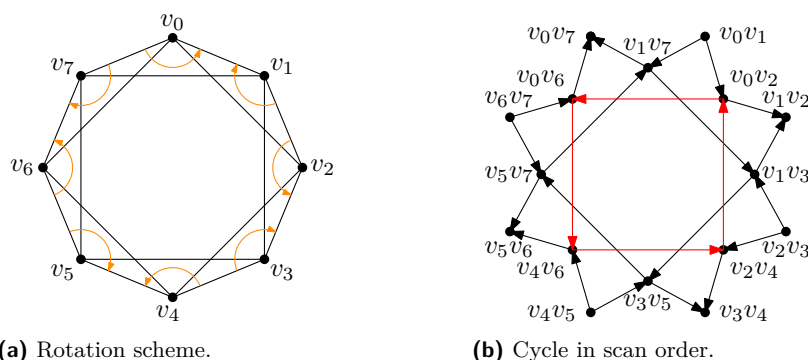 v₀
v₇ v₁
v₆ v₂
v₅ v₃
v₄
(a) Rotation scheme.
v₀v₇ v₁v₇ v₀v₁
v₀v₆ v₀v₂
v₆v₇ v₁v₂
v₅v₇ v₁v₃
v₅v₆ v₂v₃
v₄v₆ v₂v₄
v₄v₅ v₃v₅ v₃v₄
(b) Cycle in scan order.